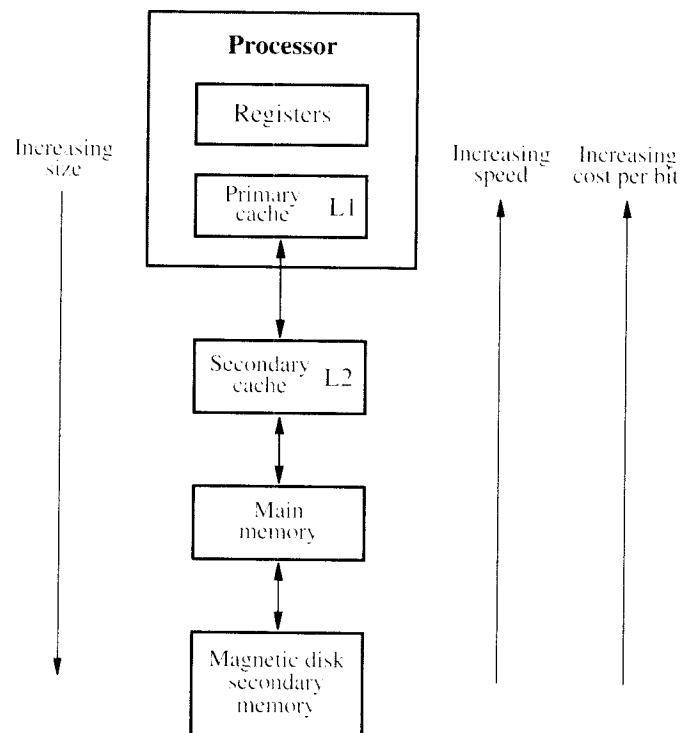 Processor
Registers
Increasing
size
Increasing
speed
Increasing
cost per bit
Primary
cache L1
Secondary
cache L2
Main
memory
Magnetic disk
secondary
memory